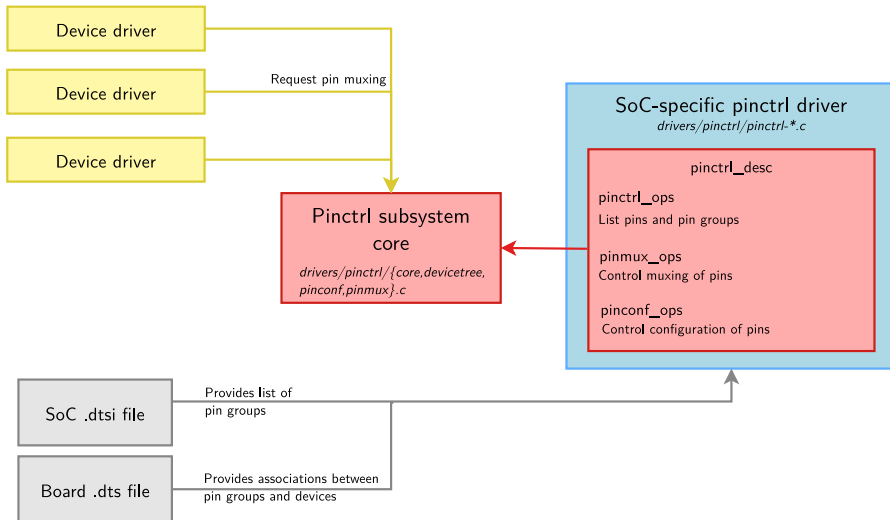 Device driver
Request pin muxing
Device driver
Device driver
SoC-specific pinctrl driver
drivers/pinctrl/pinctrl-*.c
pinctrl_desc
pinctrl_ops
List pins and pin groups
pinmux_ops
Control muxing of pins
pinconf_ops
Control configuration of pins
Pinctrl subsystem
core
drivers/pinctrl/{core,devicetree,
pinconf,pinmux}.c
SoC .dtsi file
Provides list of
pin groups
Board .dts file
Provides associations between
pin groups and devices